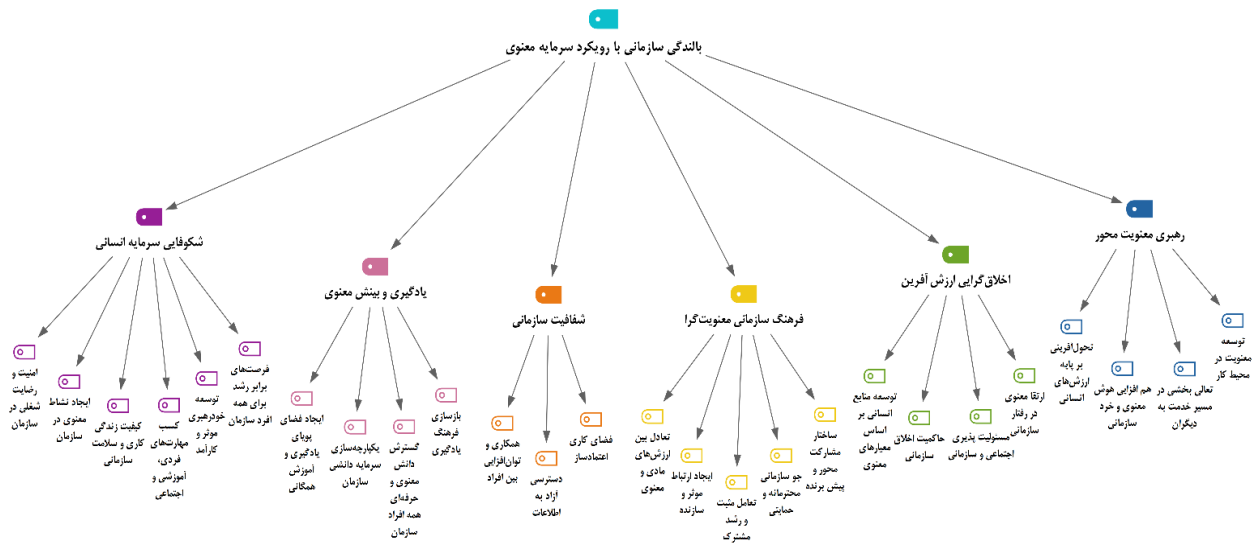 بالندگی سازمانی با رویکرد سرمایه معنوی
رهبری معنویت محور
توسعه
معنویت در
محیط کار
تعالی بخشی در
مسیر خدمت به
دیگران
هم افزایی هوش
معنوی و خرد
سازمانی
تحول‌آفرینی
بر پایه
ارزش‌های
انسانی
اخلاق‌گرایی ارزش آفرین
ارتقا معنوی
در رفتار
سازمانی
مسئولیت پذیری
اجتماعی و سازمانی
حاکمیت اخلاق
سازمانی
توسعه منابع
انسانی بر
اساس
معیارهای
معنوی
فرهنگ سازمانی معنویت‌گرا
ساختار
مشارکت
محور و
پیش برنده
جو سازمانی
محترمانه و
حمایتی
تعامل مثبت
و رشد
مشترک
ایجاد ارتباط
موثر و
سازنده
تعادل بین
ارزش‌های
مادی و
معنوی
شفافیت سازمانی
فضای کاری
اعتمادساز
دسترسی
آزاد به
اطلاعات
همکاری و
توان‌افزایی
بین افراد
یادگیری و بینش معنوی
بازسازی
فرهنگ
یادگیری
گسترش
دانش
معنوی و
حرفه‌ای
همه افراد
سازمان
یکپارچه‌سازی
سرمایه دانشی
سازمان
ایجاد فضای
پویای
یادگیری و
آموزش
همگانی
شکوفایی سرمایه انسانی
فرصت‌های
برابر رشد
برای همه
افرد سازمان
توسعه
خودرهبری
موثر و
کارآمد
کسب
مهارت‌های
فردی،
آموزشی و
اجتماعی
کیفیت زندگی
کاری و سلامت
سازمانی
ایجاد نشاط
معنوی در
سازمان
امنیت و
رضایت
شغلی در
سازمان